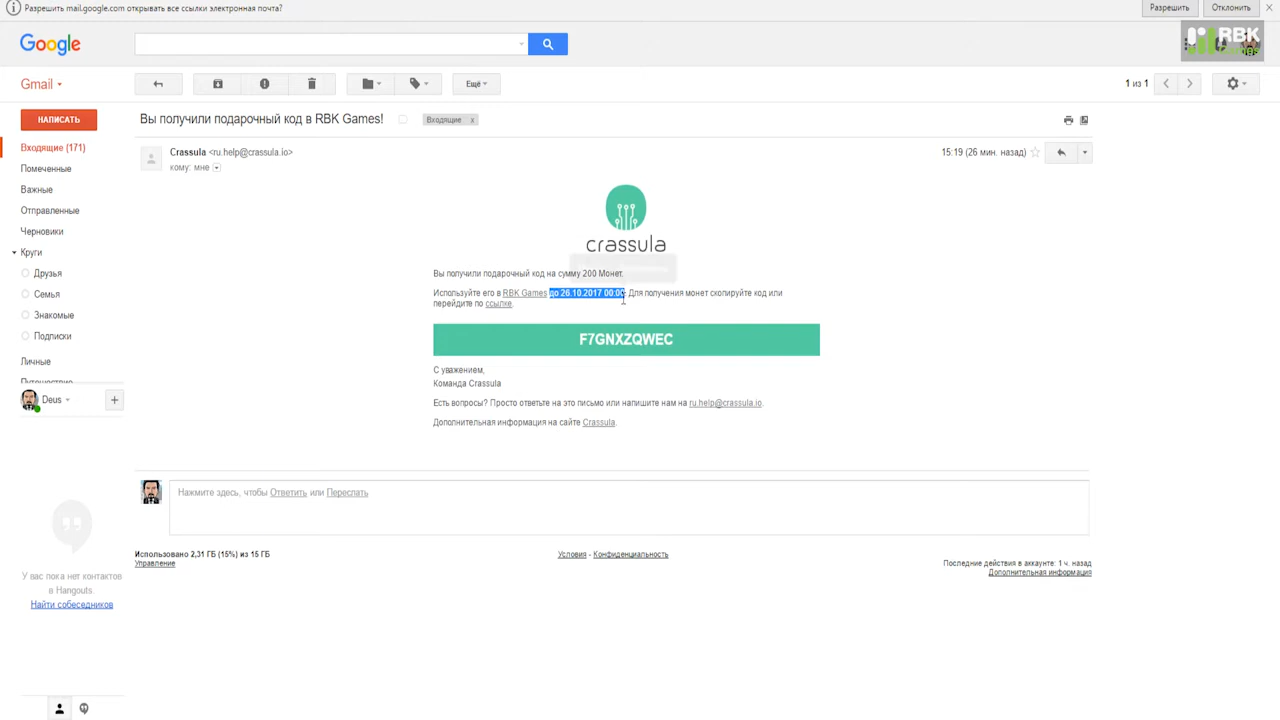 Разрешить mail.google.com открывать все ссылки электронная почта?
Разрешить
Отклонить
Google
RBK Games
Gmail
Ещё
1 из 1
НАПИСАТЬ
Вы получили подарочный код в RBK Games!
Входящие x
Входящие (171)
Crassula <ru.help@crassula.io>
15:19 (26 мин. назад)
кому: мне
Помеченные
Важные
Отправленные
Черновики
Круги
Друзья
Семья
Знакомые
Подписки
Личные
Путешествие
Deus
crassula
Вы получили подарочный код на сумму 200 Монет.
Используйте его в RBK Games до 26.10.2017 00:00. Для получения монет скопируйте код или
перейдите по ссылке.
F7GNXZQWEC
С уважением,
Команда Crassula
Есть вопросы? Просто ответьте на это письмо или напишите нам на ru.help@crassula.io.
Дополнительная информация на сайте Crassula.
Нажмите здесь, чтобы Ответить или Переслать
Использовано 2,31 ГБ (15%) из 15 ГБ
Управление
Условия - Конфиденциальность
Последние действия в аккаунте: 1 ч. назад
Дополнительная информация
У вас пока нет контактов
в Hangouts.
Найти собеседников